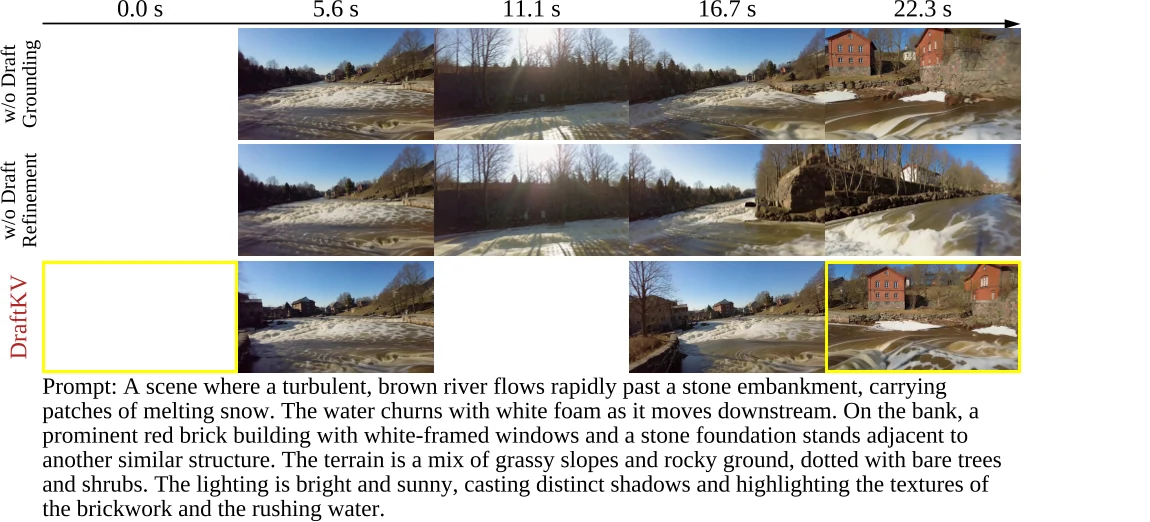 0.0 s 5.6 s 11.1 s 16.7 s 22.3 s
w/o Draft
Grounding
w/o Draft
Refinement
DraftKV
Prompt: A scene where a turbulent, brown river flows rapidly past a stone embankment, carrying
patches of melting snow. The water churns with white foam as it moves downstream. On the bank, a
prominent red brick building with white-framed windows and a stone foundation stands adjacent to
another similar structure. The terrain is a mix of grassy slopes and rocky ground, dotted with bare trees
and shrubs. The lighting is bright and sunny, casting distinct shadows and highlighting the textures of
the brickwork and the rushing water.